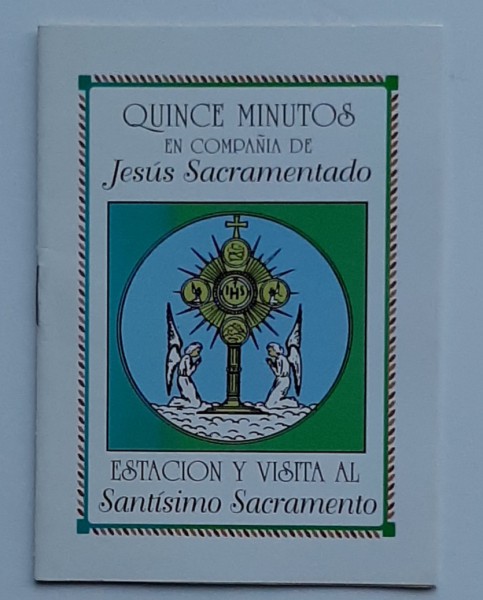 QUINCE MINUTOS
EN COMPAÑIA DE
Jesús Sacramentado
IHS
ESTACION Y VISITA AL
Santísimo Sacramento